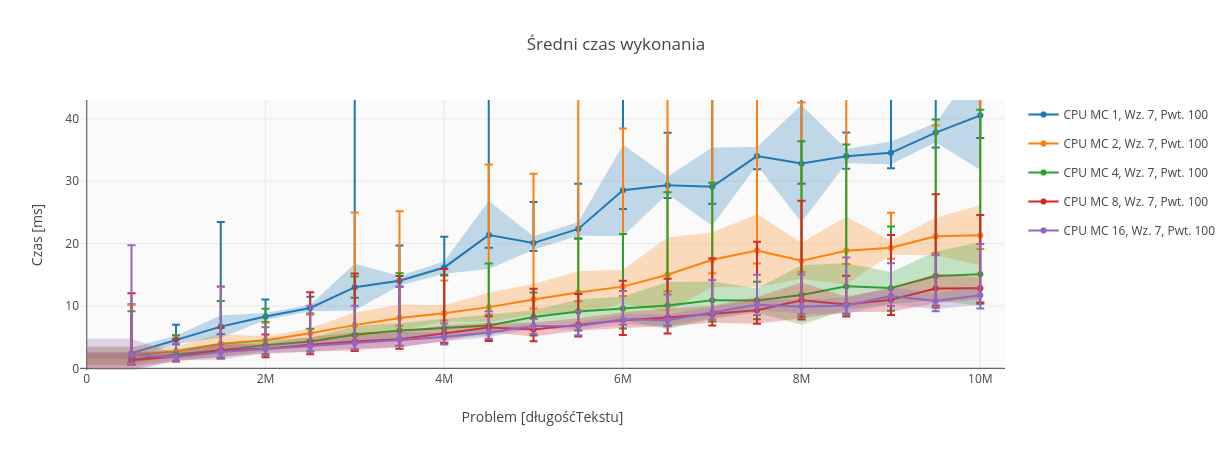 Średni czas wykonania
Czas [ms]
40
30
20
10
0
0
2M
4M
6M
8M
10M
Problem [długośćTekstu]
CPU MC 1, Wz. 7, Pwt. 100
CPU MC 2, Wz. 7, Pwt. 100
CPU MC 4, Wz. 7, Pwt. 100
CPU MC 8, Wz. 7, Pwt. 100
CPU MC 16, Wz. 7, Pwt. 100